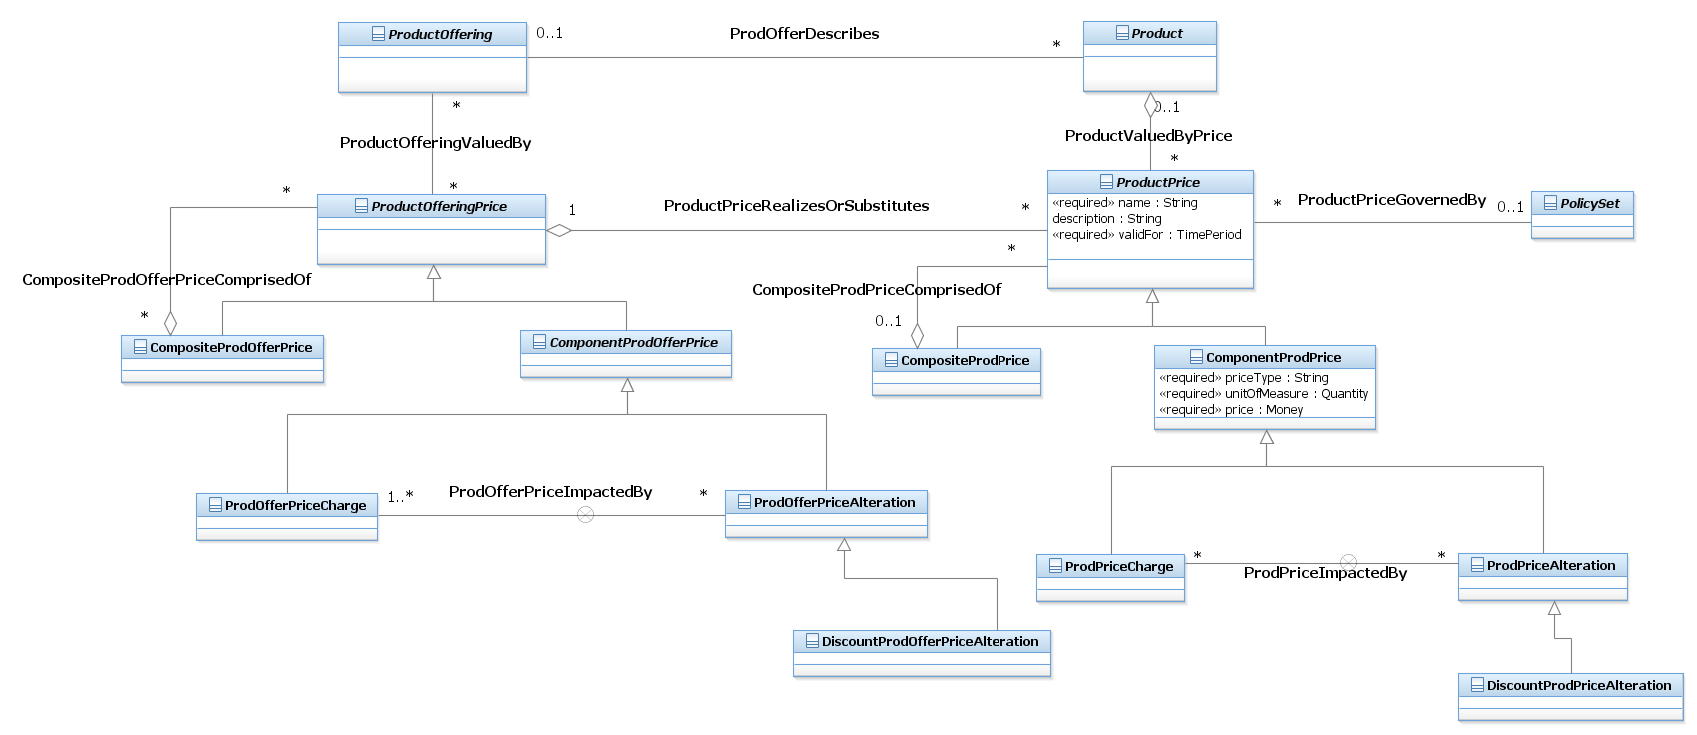 ProductOffering
0..1
ProdOfferDescribes
*
Product
*
ProductOfferingValuedBy
*
0..1
ProductValuedByPrice
*
ProductOfferingPrice
*
1
ProductPriceRealizesOrSubstitutes
*
ProductPrice
«required» name : String
description : String
«required» validFor : TimePeriod
*
ProductPriceGovernedBy
0..1
PolicySet
CompositeProdOfferPriceComprisedOf
*
*
CompositeProdPriceComprisedOf
0..1
CompositeProdOfferPrice
ComponentProdOfferPrice
CompositeProdPrice
ComponentProdPrice
«required» priceType : String
«required» unitOfMeasure : Quantity
«required» price : Money
ProdOfferPriceCharge
1..*
ProdOfferPriceImpactedBy
*
ProdOfferPriceAlteration
ProdPriceCharge
*
ProdPriceImpactedBy
*
ProdPriceAlteration
DiscountProdOfferPriceAlteration
DiscountProdPriceAlteration